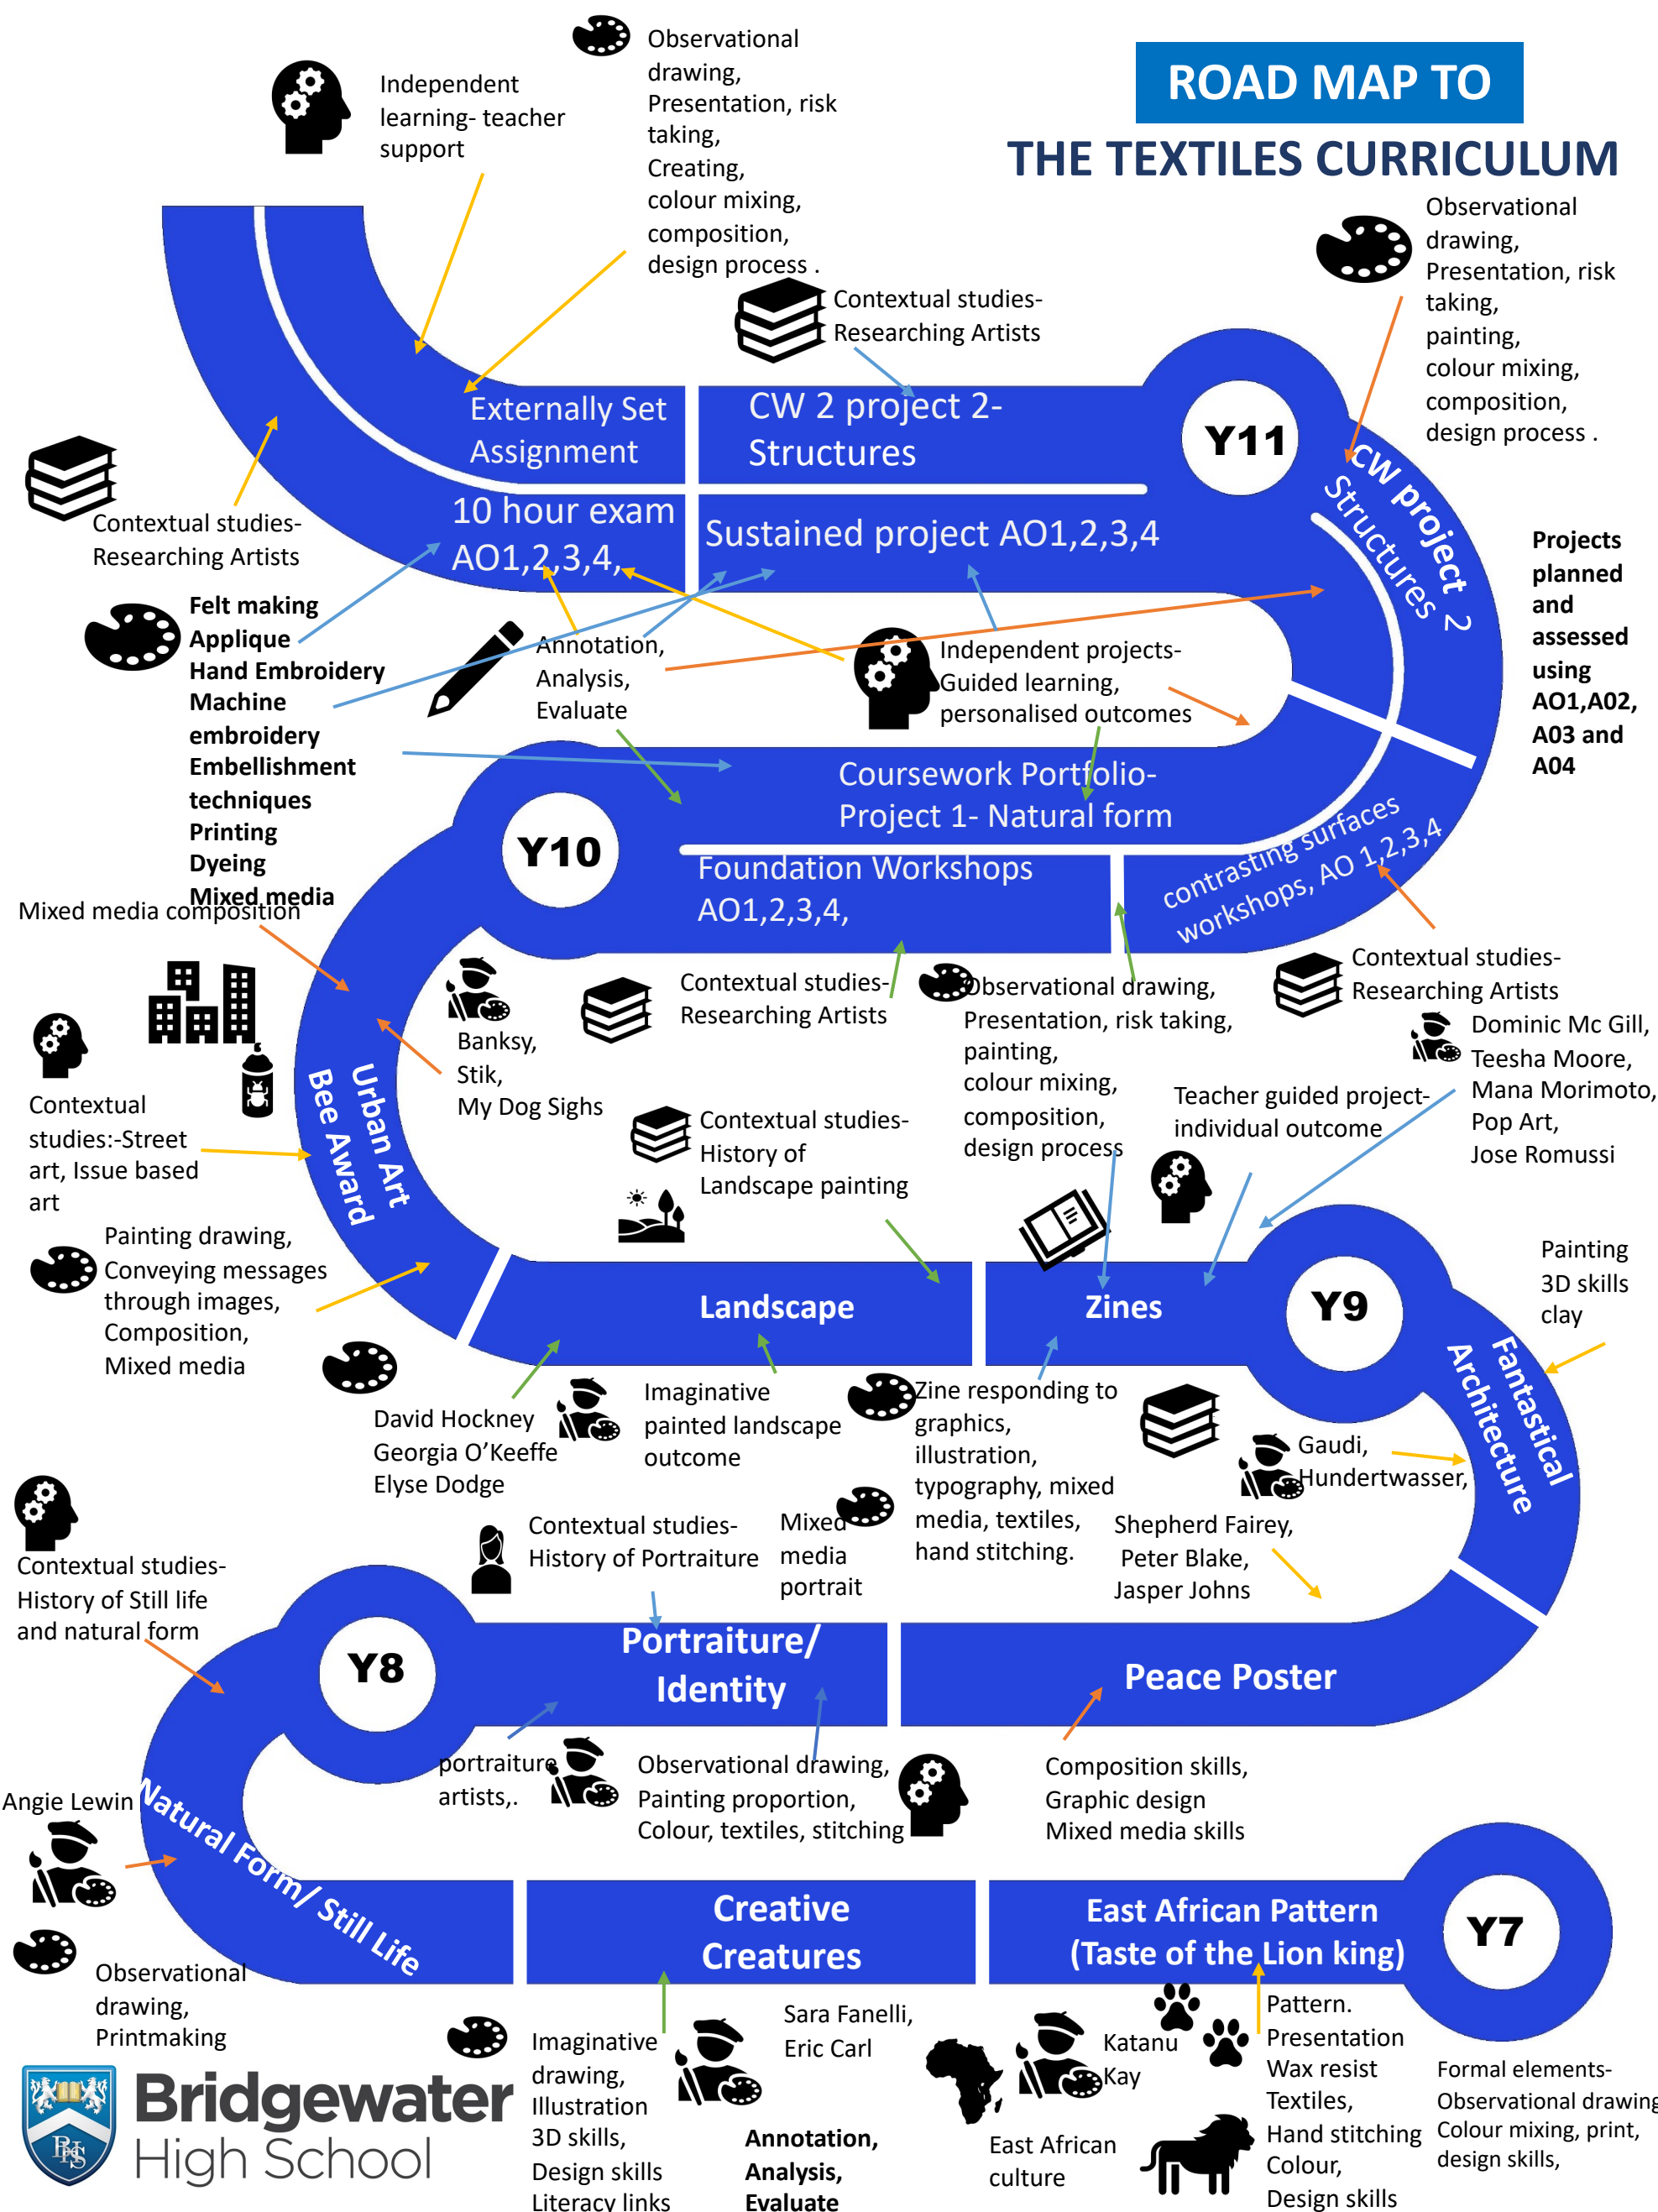 ROAD MAP TO
THE TEXTILES CURRICULUM
Independent
learning- teacher
support
Observational
drawing,
Presentation, risk
taking,
Creating,
colour mixing,
composition,
design process .
Contextual studies-
Researching Artists
Observational
drawing,
Presentation, risk
taking,
painting,
colour mixing,
composition,
design process .
Externally Set
Assignment
CW 2 project 2-
Structures
Y11
CW project 2
Structures
10 hour exam
AO1,2,3,4,
Sustained project AO1,2,3,4
Contextual studies-
Researching Artists
Projects
planned
and
assessed
using
AO1,A02,
A03 and
A04
Felt making
Applique
Hand Embroidery
Machine
embroidery
Embellishment
techniques
Printing
Dyeing
Mixed media
Annotation,
Analysis,
Evaluate
Independent projects-
Guided learning,
personalised outcomes
Coursework Portfolio-
Project 1- Natural form
Y10
Foundation Workshops
AO1,2,3,4,
contrasting surfaces
workshops, AO 1,2,3,4
Mixed media composition
Banksy,
Stik,
My Dog Sighs
Contextual studies-
Researching Artists
Observational drawing,
Presentation, risk taking,
painting,
colour mixing,
composition,
design process
Contextual studies-
Researching Artists
Dominic Mc Gill,
Teesha Moore,
Mana Morimoto,
Pop Art,
Jose Romussi
Contextual
studies:-Street
art, Issue based
art
Urban Art
Bee Award
Contextual studies-
History of
Landscape painting
Teacher guided project-
individual outcome
Painting drawing,
Conveying messages
through images,
Composition,
Mixed media
Landscape
Zines
Y9
Painting
3D skills
clay
Fantastical
Architecture
David Hockney
Georgia O'Keeffe
Elyse Dodge
Imaginative
painted landscape
outcome
Zine responding to
graphics,
illustration,
typography, mixed
media, textiles,
hand stitching.
Gaudi,
Hundertwasser,
Contextual studies-
History of Still life
and natural form
Contextual studies-
History of Portraiture
Mixed
media
portrait
Shepherd Fairey,
Peter Blake,
Jasper Johns
Y8
Portraiture/
Identity
Peace Poster
portraiture
artists,.
Observational drawing,
Painting proportion,
Colour, textiles, stitching
Composition skills,
Graphic design
Mixed media skills
Angie Lewin
Natural Form/ Still Life
Creative
Creatures
East African Pattern
(Taste of the Lion king)
Y7
Observational
drawing,
Printmaking
Imaginative
drawing,
Illustration
3D skills,
Design skills
Literacy links
Sara Fanelli,
Eric Carl
Annotation,
Analysis,
Evaluate
Katanu
Kay
East African
culture
Pattern.
Presentation
Wax resist
Textiles,
Hand stitching
Colour,
Design skills
Formal elements-
Observational drawing
Colour mixing, print,
design skills,
BHS
Bridgewater
High School